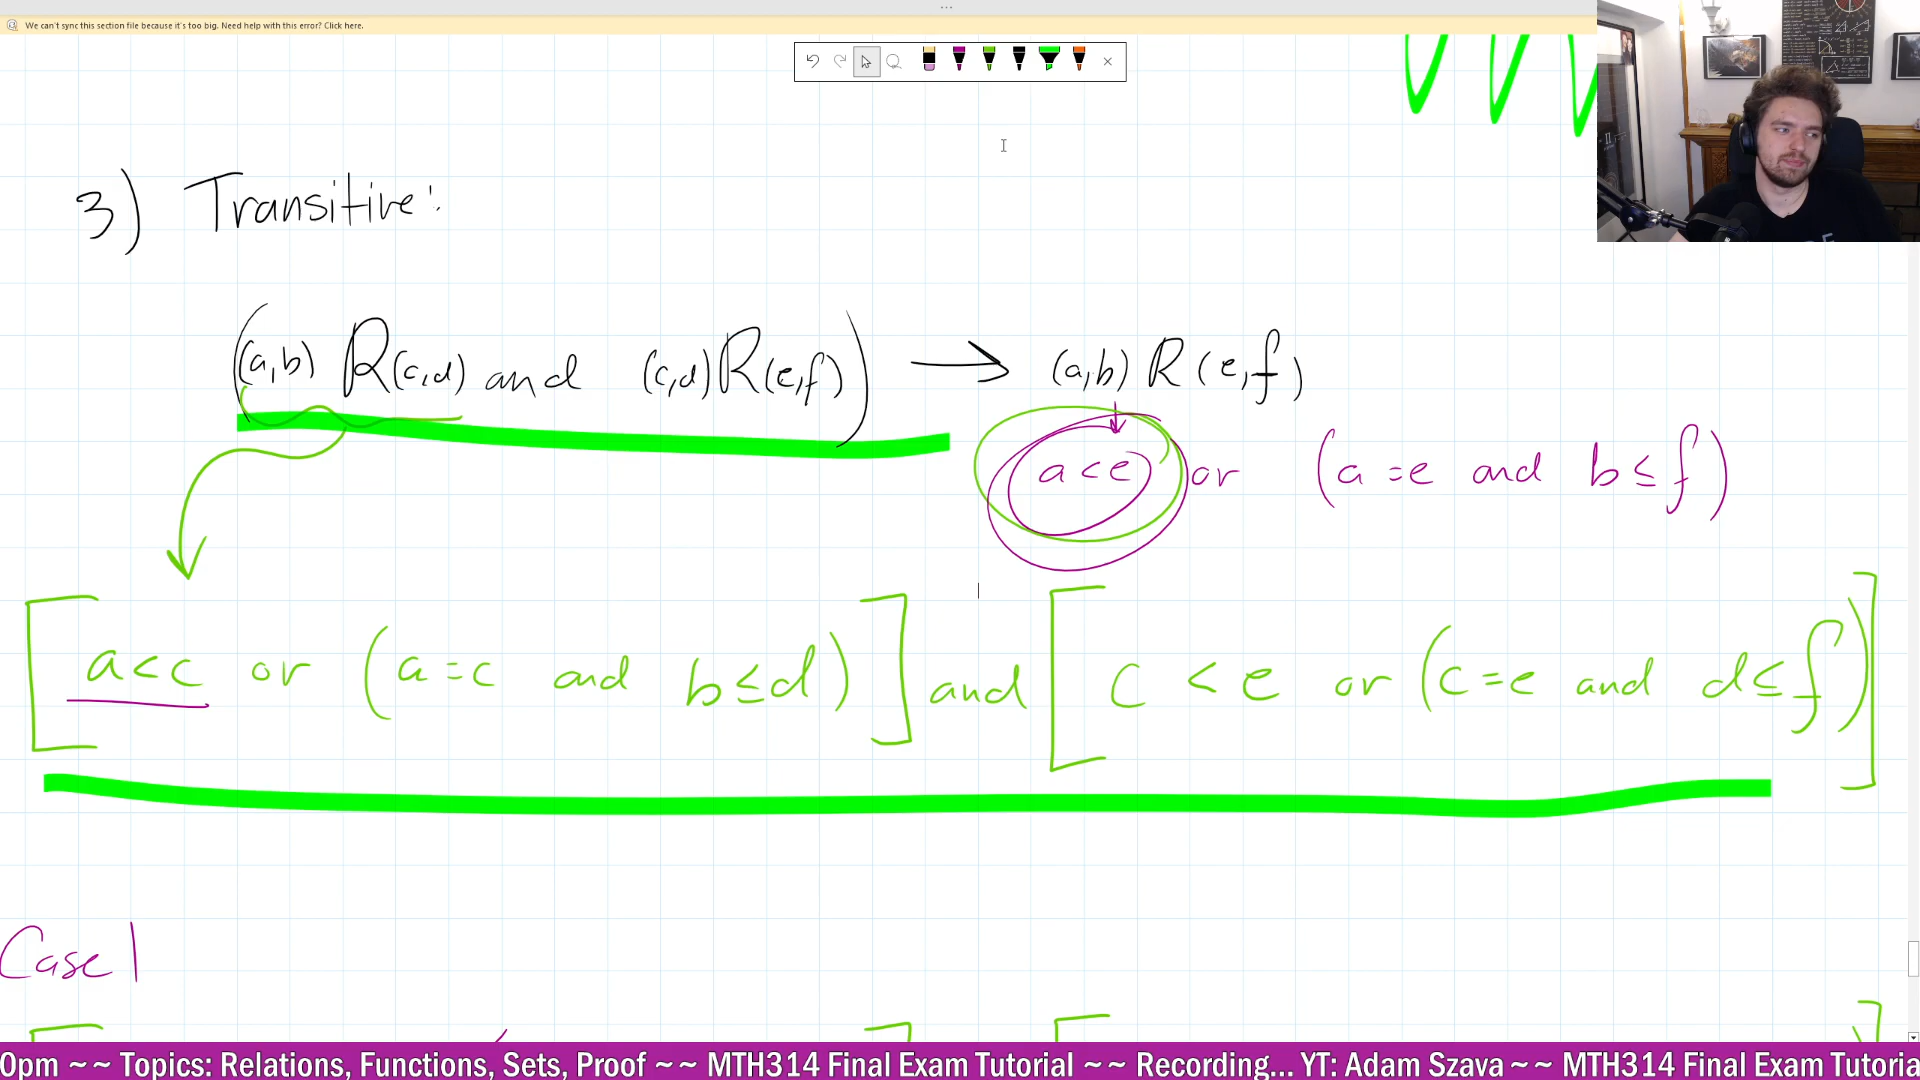 We can't sync this section file because it's too big. Need help with this error? Click here.
3) Transitive:
((a,b) R (c,d) and (c,d) R (e,f)) → (a,b) R (e,f)
a < e or (a = e and b ≤ f)
[a < c or (a = c and b ≤ d)] and [c < e or (c = e and d ≤ f)]
Case 1
0pm ~~ Topics: Relations, Functions, Sets, Proof ~~ MTH314 Final Exam Tutorial ~~ Recording... YT: Adam Szava ~~ MTH314 Final Exam Tutoria